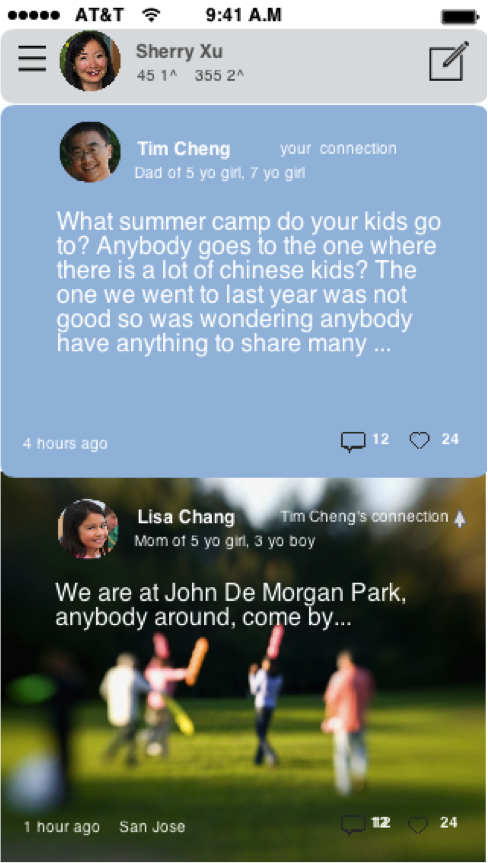 AT&T 9:41 A.M
Sherry Xu
45 1^ 355 2^
Tim Cheng your connection
Dad of 5 yo girl, 7 yo girl
What summer camp do your kids go
to? Anybody goes to the one where
there is a lot of chinese kids? The
one we went to last year was not
good so was wondering anybody
have anything to share many ...
4 hours ago 12 24
Lisa Chang Tim Cheng's connection
Mom of 5 yo girl, 3 yo boy
We are at John De Morgan Park,
anybody around, come by...
1 hour ago San Jose 24